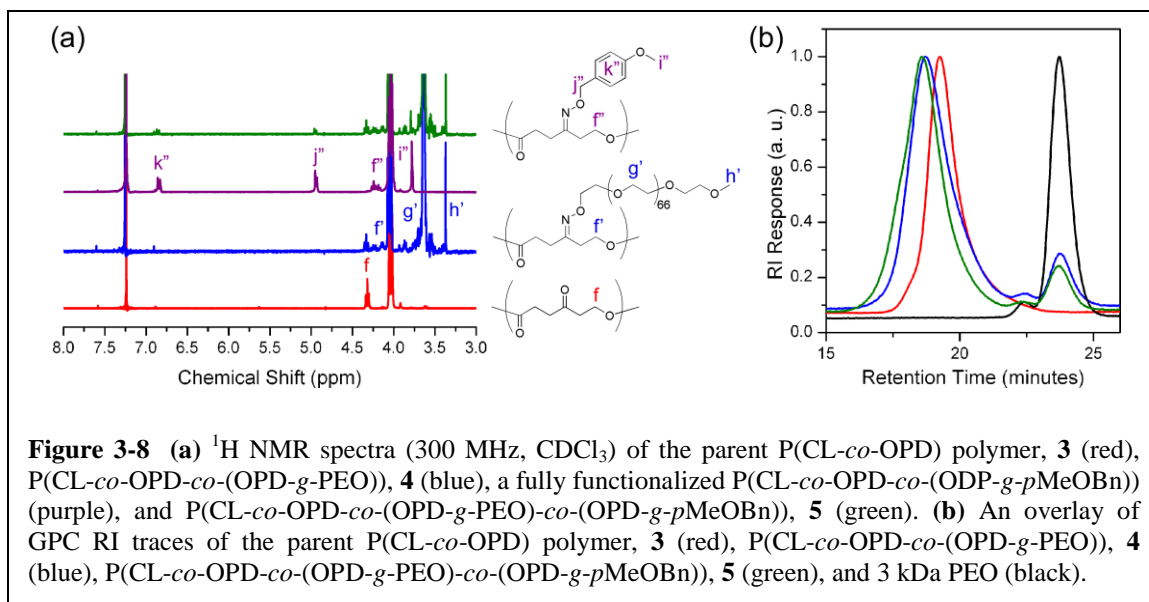 (a)
(b)
O
i"
k"
j"
O
N
f"
O
O
k"
j"
f"
i"
g'
O
O
O
h'
O
66
N
f'
O
O
f'
g'
h'
O
f
O
O
f
8.0 7.5 7.0 6.5 6.0 5.5 5.0 4.5 4.0 3.5 3.0
Chemical Shift (ppm)
1.0
0.8
0.6
0.4
0.2
0.0
RI Response (a. u.)
15 20 25
Retention Time (minutes)
Figure 3-8 (a) ¹H NMR spectra (300 MHz, CDCl₃) of the parent P(CL-co-OPD) polymer, 3 (red),
P(CL-co-OPD-co-(OPD-g-PEO)), 4 (blue), a fully functionalized P(CL-co-OPD-co-(ODP-g-pMeOBn))
(purple), and P(CL-co-OPD-co-(OPD-g-PEO)-co-(OPD-g-pMeOBn)), 5 (green). (b) An overlay of
GPC RI traces of the parent P(CL-co-OPD) polymer, 3 (red), P(CL-co-OPD-co-(OPD-g-PEO)), 4
(blue), P(CL-co-OPD-co-(OPD-g-PEO)-co-(OPD-g-pMeOBn)), 5 (green), and 3 kDa PEO (black).